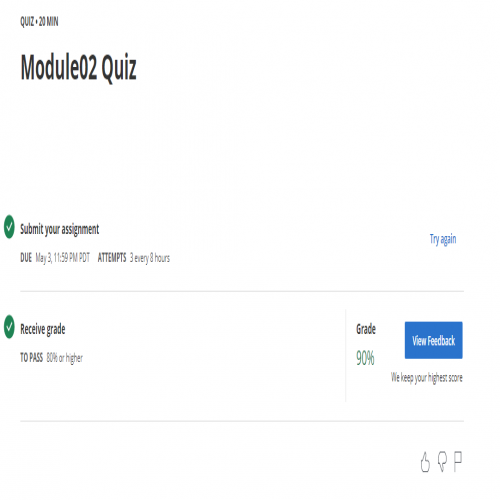 QUIZ • 20 MIN
Module02 Quiz
Submit your assignment
DUE May 3, 11:59 PM PDT ATTEMPTS 3 every 8 hours
Try again
Receive grade
TO PASS 80% or higher
Grade
90%
View Feedback
We keep your highest score